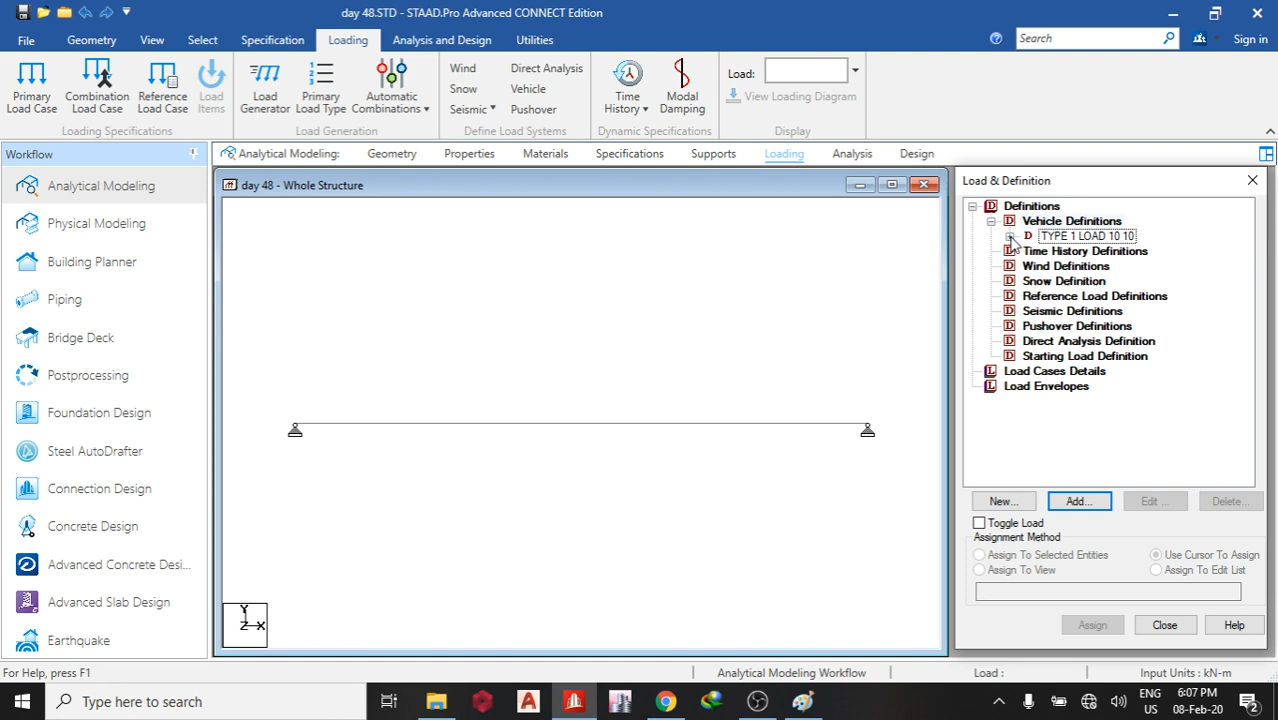 day 48.STD - STAAD.Pro Advanced CONNECT Edition
File Geometry View Select Specification Loading Analysis and Design Utilities Search Sign in
Primary Load Case
Combination Load Case
Reference Load Case
Load Items
Load Generator
Primary Load Type
Automatic Combinations
Wind Direct Analysis
Snow Vehicle
Seismic Pushover
Time History
Modal Damping
Load:
View Loading Diagram
Loading Specifications Load Generation Define Load Systems Dynamic Specifications Display
Workflow
Analytical Modeling: Geometry Properties Materials Specifications Supports Loading Analysis Design
Analytical Modeling
Physical Modeling
Building Planner
Piping
Bridge Deck
Postprocessing
Foundation Design
Steel AutoDrafter
Connection Design
Concrete Design
Advanced Concrete Desi...
Advanced Slab Design
Earthquake
day 48 - Whole Structure
Y
Z X
Load & Definition
D Definitions
D Vehicle Definitions
D TYPE 1 LOAD 10 10
D Time History Definitions
D Wind Definitions
D Snow Definition
D Reference Load Definitions
D Seismic Definitions
D Pushover Definitions
D Direct Analysis Definition
D Starting Load Definition
L Load Cases Details
L Load Envelopes
New... Add... Edit ... Delete...
Toggle Load
Assignment Method
Assign To Selected Entities Use Cursor To Assign
Assign To View Assign To Edit List
Assign Close Help
For Help, press F1 Analytical Modeling Workflow Load : Input Units : kN-m
Type here to search
ENG
US
6:07 PM
08-Feb-20
2